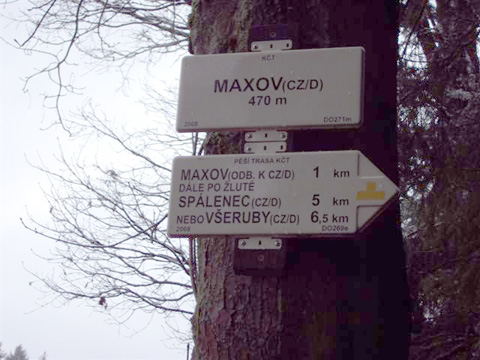 KČT
MAXOV(CZ/D)
470 m
2008 DO271m
PĚŠÍ TRASA KČT
MAXOV(ODB. K CZ/D) 1 km
DÁLE PO ŽLUTÉ
SPÁLENEC(CZ/D) 5 km
NEBO VŠERUBY(CZ/D) 6,5 km
2008 DO269e